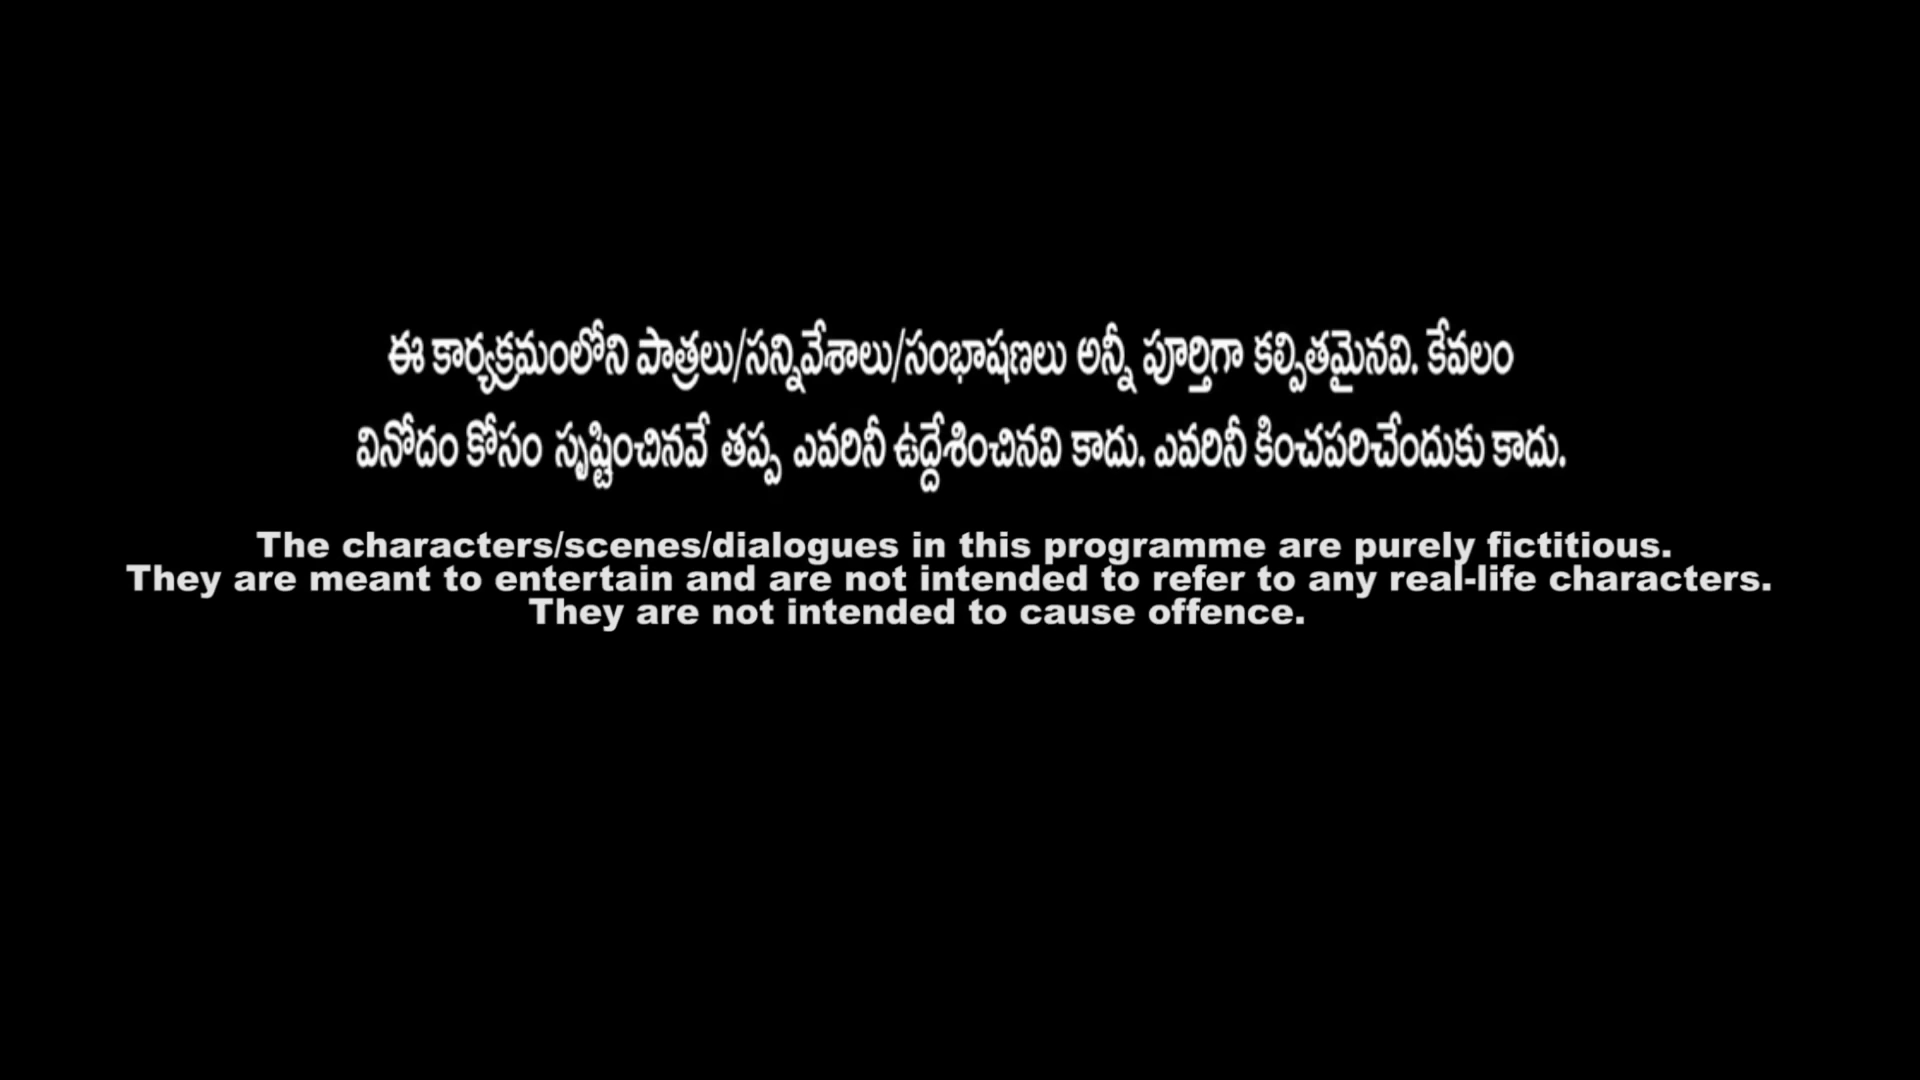 ఈ కార్యక్రమంలోని పాత్రలు/సన్నివేశాలు/సంభాషణలు అన్నీ పూర్తిగా కల్పితమైనవి. కేవలం
వినోదం కోసం సృష్టించినవే తప్ప ఎవరినీ ఉద్దేశించినవి కాదు. ఎవరినీ కించపరిచేందుకు కాదు.
The characters/scenes/dialogues in this programme are purely fictitious.
They are meant to entertain and are not intended to refer to any real-life characters.
They are not intended to cause offence.